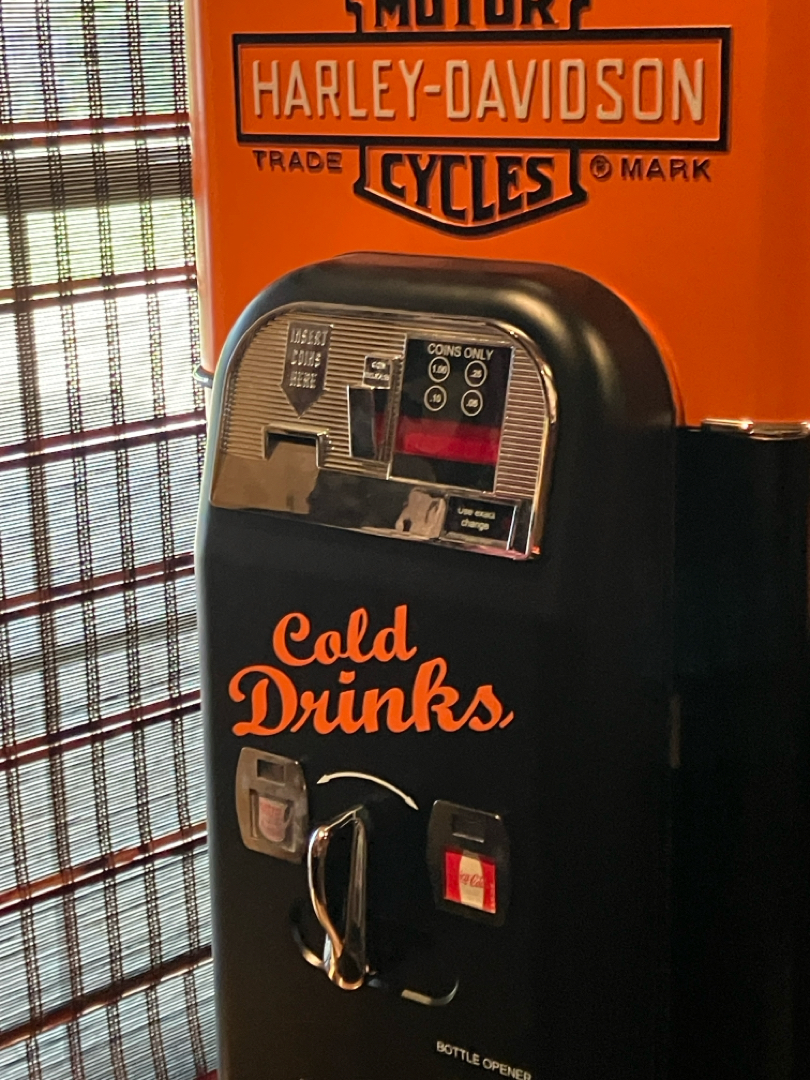 MOTOR
HARLEY-DAVIDSON
TRADE
® MARK
CYCLES
INSERT
COINS
HERE
COINS ONLY
1.00 .25
.10 .05
COIN
Use exact
change
Cold
Drinks
BOTTLE OPENER